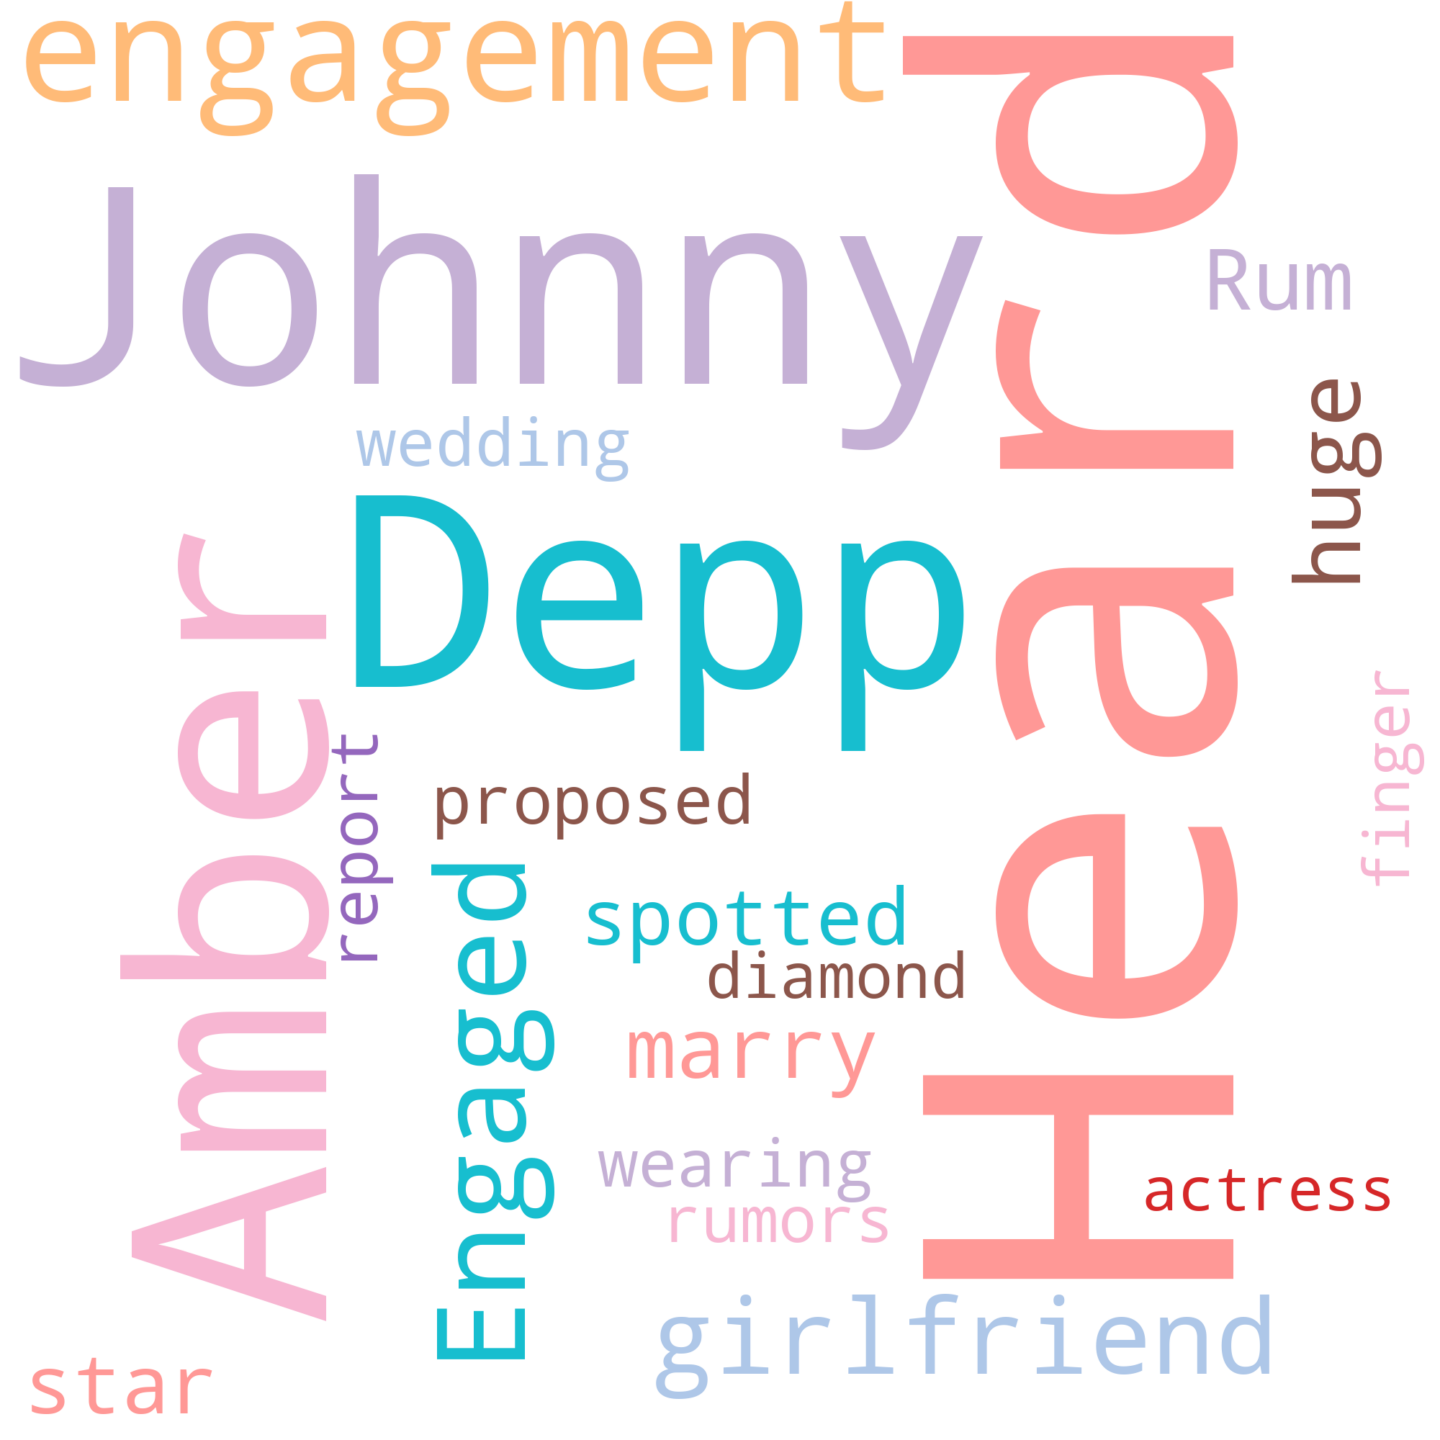 engagement
Johnny
Heard
Rum
huge
wedding
Depp
Amber
finger
report
proposed
Engaged
spotted
diamond
marry
wearing
actress
rumors
girlfriend
star